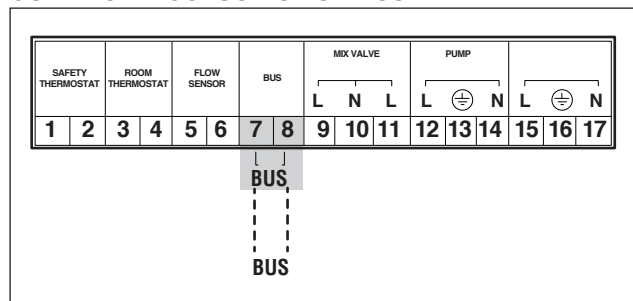 MIX VALVE PUMP
SAFETY ROOM FLOW BUS
THERMOSTAT THERMOSTAT SENSOR
L N L L N L N
1 2 3 4 5 6 7 8 9 10 11 12 13 14 15 16 17
BUS
BUS